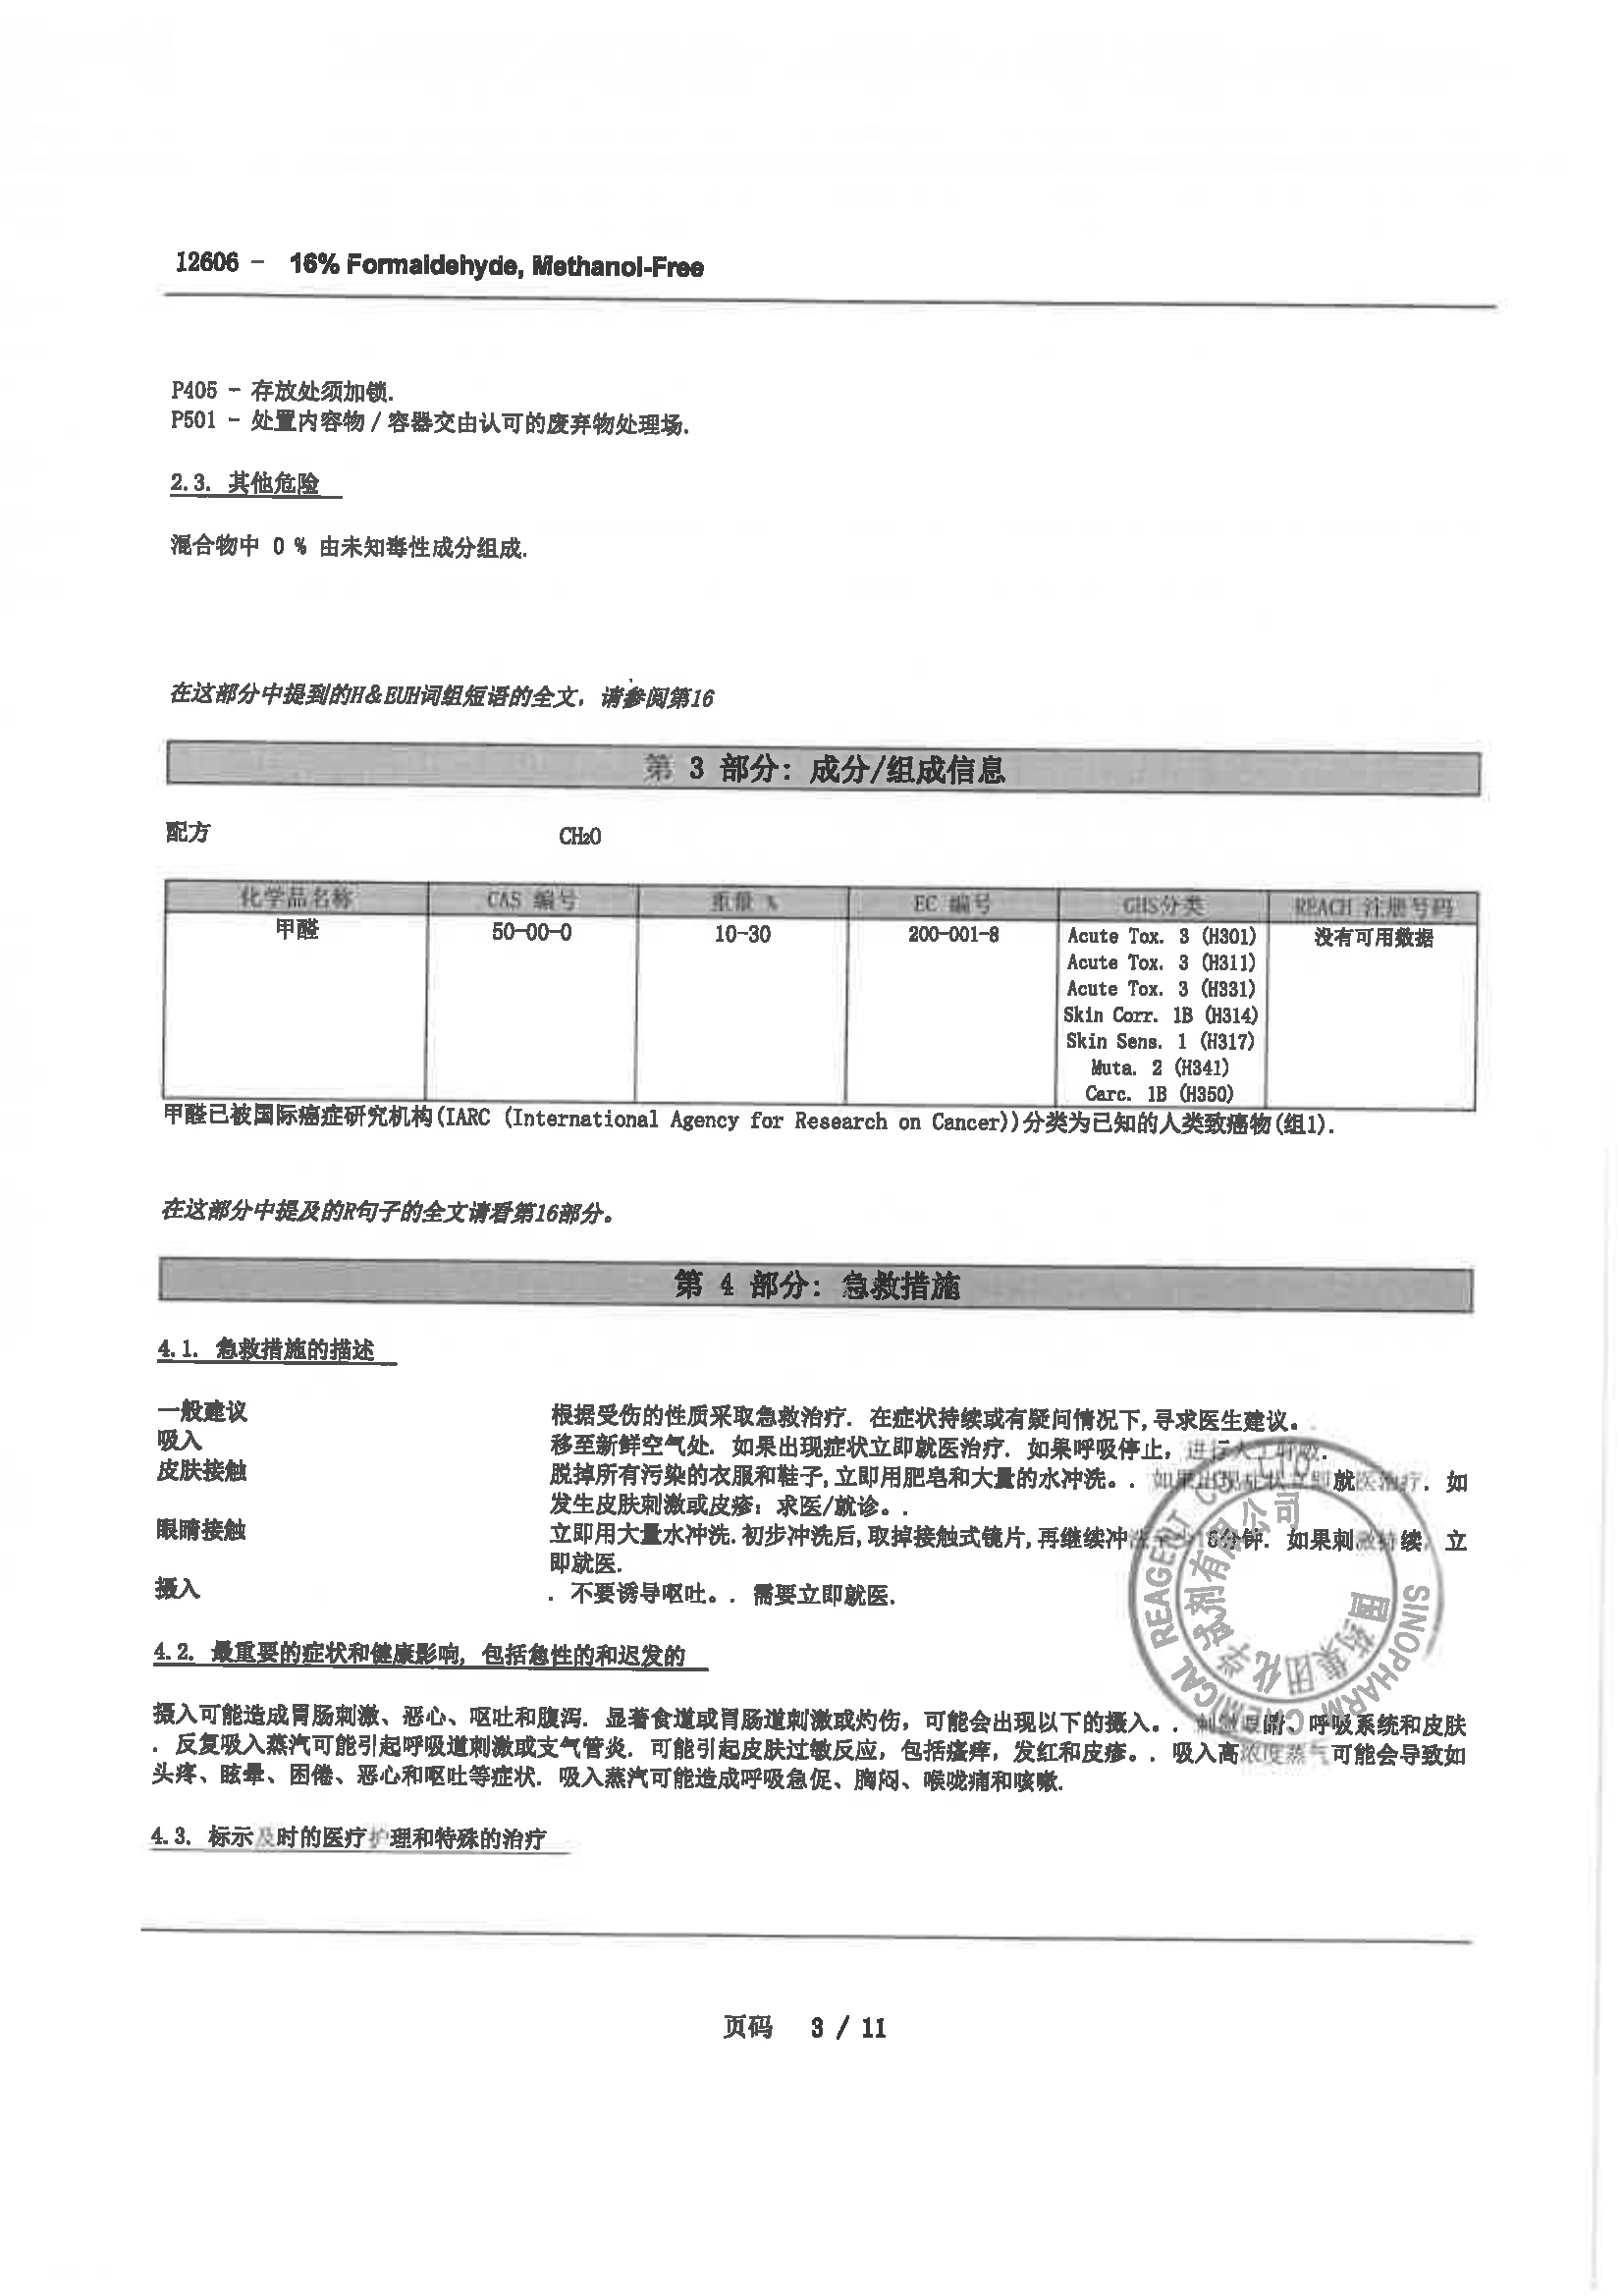 12606 - 16% Formaldehyde, Methanol-Free
P405 - 存放处须加锁.
P501 - 处置内容物 / 容器交由认可的废弃物处理场.
2.3. 其他危险
混合物中 0 % 由未知毒性成分组成.
在这部分中提到的H&EUH词组短语的全文, 请参阅第16
第 3 部分: 成分/组成信息
配方 CH₂O
化学品名称 CAS 编号 重量 % EC 编号 GHS分类 REACH 注册号码
甲醛 50-00-0 10-30 200-001-8 Acute Tox. 3 (H301) 没有可用数据
Acute Tox. 3 (H311)
Acute Tox. 3 (H331)
Skin Corr. 1B (H314)
Skin Sens. 1 (H317)
Muta. 2 (H341)
Carc. 1B (H350)
甲醛已被国际癌症研究机构(IARC (International Agency for Research on Cancer))分类为已知的人类致癌物(组1).
在这部分中提及的R句子的全文请看第16部分。
第 4 部分: 急救措施
4.1. 急救措施的描述
一般建议 根据受伤的性质采取急救治疗. 在症状持续或有疑问情况下,寻求医生建议。.
吸入 移至新鲜空气处. 如果出现症状立即就医治疗. 如果呼吸停止, 进行人工呼吸.
皮肤接触 脱掉所有污染的衣服和鞋子,立即用肥皂和大量的水冲洗。. 如果出现症状立即就医治疗. 如
发生皮肤刺激或皮疹: 求医/就诊。.
眼睛接触 立即用大量水冲洗.初步冲洗后,取掉接触式镜片,再继续冲 分钟. 如果刺激持续, 立
即就医.
摄入 . 不要诱导呕吐。. 需要立即就医.
4.2. 最重要的症状和健康影响, 包括急性的和迟发的
摄入可能造成胃肠刺激、恶心、呕吐和腹泻. 显著食道或胃肠道刺激或灼伤, 可能会出现以下的摄入。. 刺激眼睛、呼吸系统和皮肤
. 反复吸入蒸汽可能引起呼吸道刺激或支气管炎. 可能引起皮肤过敏反应, 包括瘙痒, 发红和皮疹。. 吸入高浓度蒸气可能会导致如
头疼、眩晕、困倦、恶心和呕吐等症状. 吸入蒸汽可能造成呼吸急促、胸闷、喉咙痛和咳嗽.
SINOPHARM CHEMICAL REAGENT CO., LTD
国药集团化学试剂有限公司
4.3. 标示及时的医疗护理和特殊的治疗
页码 3 / 11